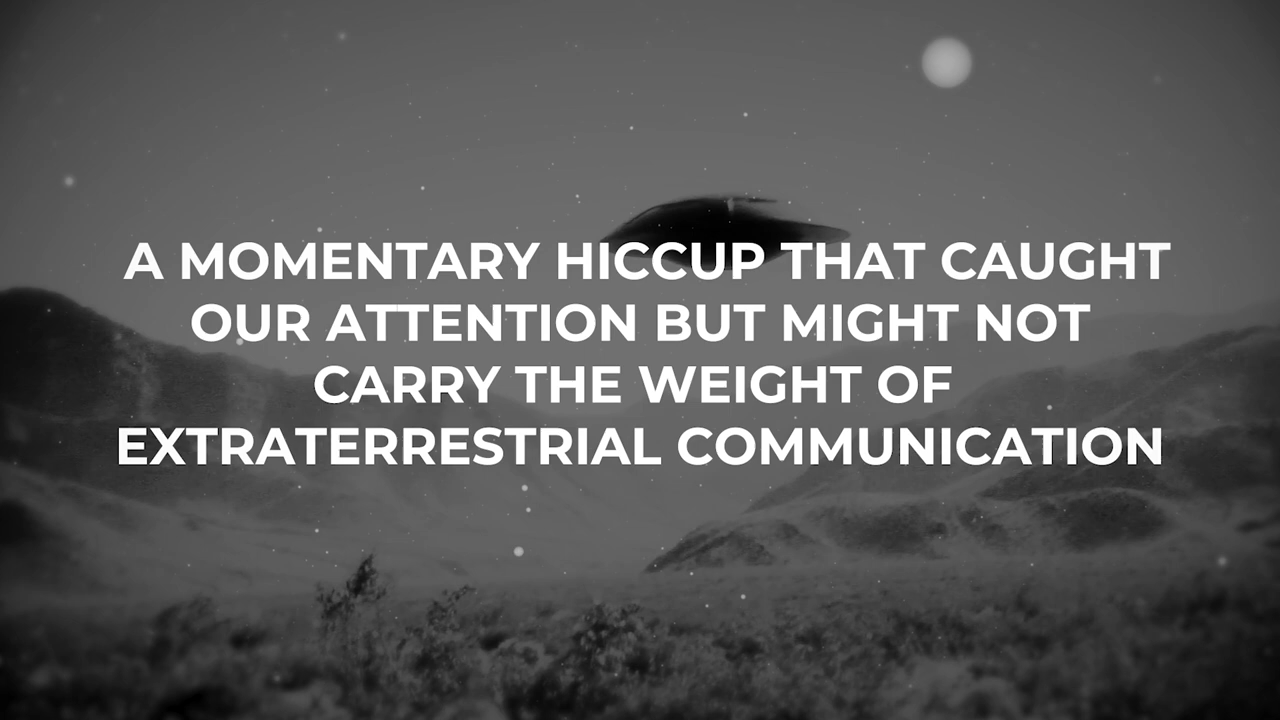 A MOMENTARY HICCUP THAT CAUGHT
OUR ATTENTION BUT MIGHT NOT
CARRY THE WEIGHT OF
EXTRATERRESTRIAL COMMUNICATION